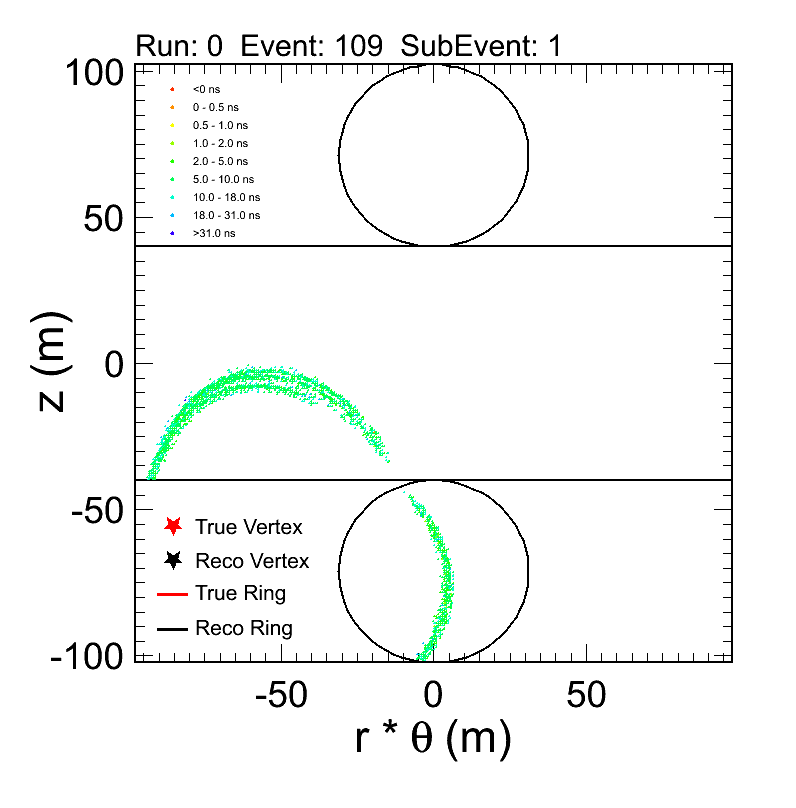 Run: 0 Event: 109 SubEvent: 1
100
50
0
-50
-100
z (m)
<0 ns
0 - 0.5 ns
0.5 - 1.0 ns
1.0 - 2.0 ns
2.0 - 5.0 ns
5.0 - 10.0 ns
10.0 - 18.0 ns
18.0 - 31.0 ns
>31.0 ns
True Vertex
Reco Vertex
True Ring
Reco Ring
-50 0 50
r * θ (m)